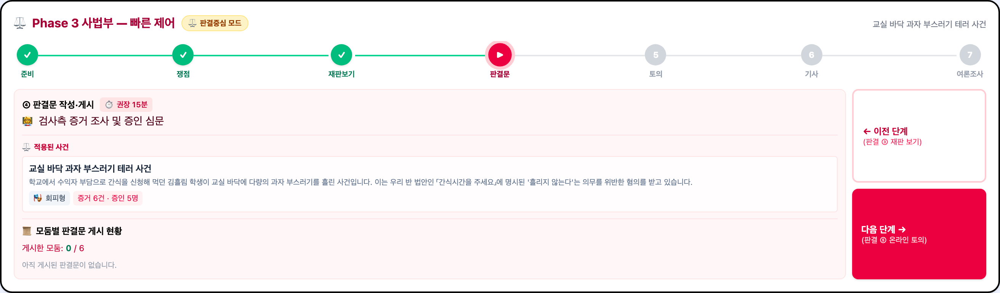 Phase 3 사법부 — 빠른 제어
판결중심 모드
교실 바닥 과자 부스러기 테러 사건
준비
쟁점
재판보기
판결문
5
토의
6
기사
7
여론조사
④ 판결문 작성·게시
권장 15분
검사측 증거 조사 및 증인 심문
적용된 사건
교실 바닥 과자 부스러기 테러 사건
학교에서 수익자 부담으로 간식을 신청해 먹던 김흘림 학생이 교실 바닥에 다량의 과자 부스러기를 흘린 사건입니다. 이는 우리 반 법안인 「간식시간을 주세요」에 명시된 '흘리지 않는다'는 의무를 위반한 혐의를 받고 있습니다.
회피형
증거 6건 · 증인 5명
모둠별 판결문 게시 현황
게시한 모둠: 0 / 6
아직 게시된 판결문이 없습니다.
← 이전 단계
(판결 ③ 재판 보기)
다음 단계 →
(판결 ⑤ 온라인 토의)